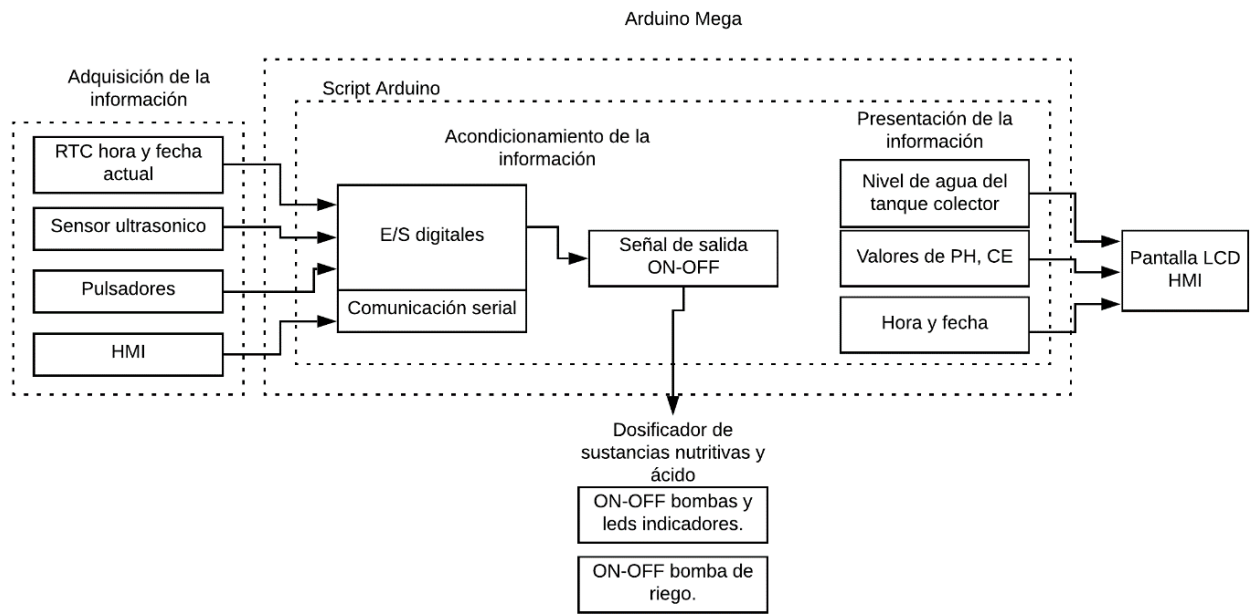 Arduino Mega
Adquisición de la
información
RTC hora y fecha
actual
Sensor ultrasonico
Pulsadores
HMI
Script Arduino
Acondicionamiento de la
información
E/S digitales
Comunicación serial
Señal de salida
ON-OFF
Presentación de la
información
Nivel de agua del
tanque colector
Valores de PH, CE
Hora y fecha
Pantalla LCD
HMI
Dosificador de
sustancias nutritivas y
ácido
ON-OFF bombas y
leds indicadores.
ON-OFF bomba de
riego.